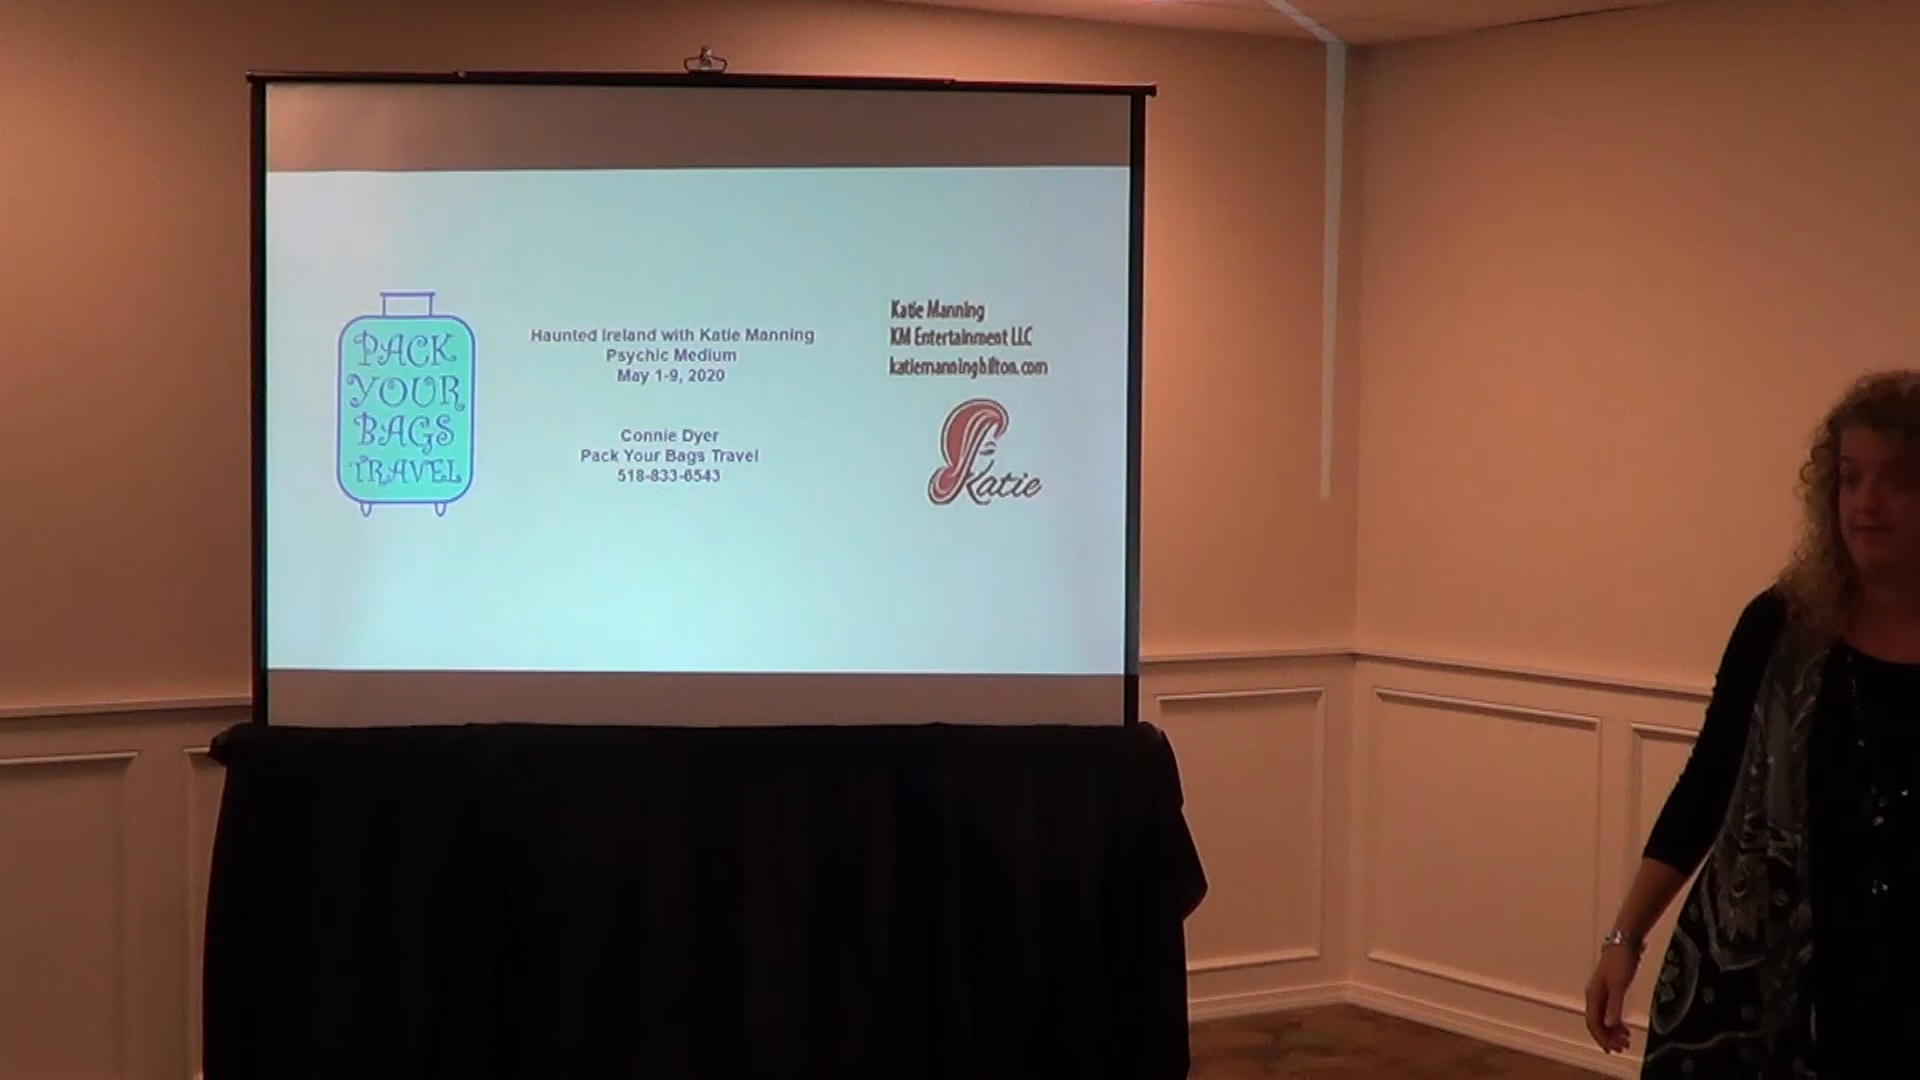 PACK
YOUR
BAGS
TRAVEL
Haunted Ireland with Katie Manning
Psychic Medium
May 1-9, 2020
Connie Dyer
Pack Your Bags Travel
518-833-6543
Katie Manning
KM Entertainment LLC
katiemanninghilton.com
Katie